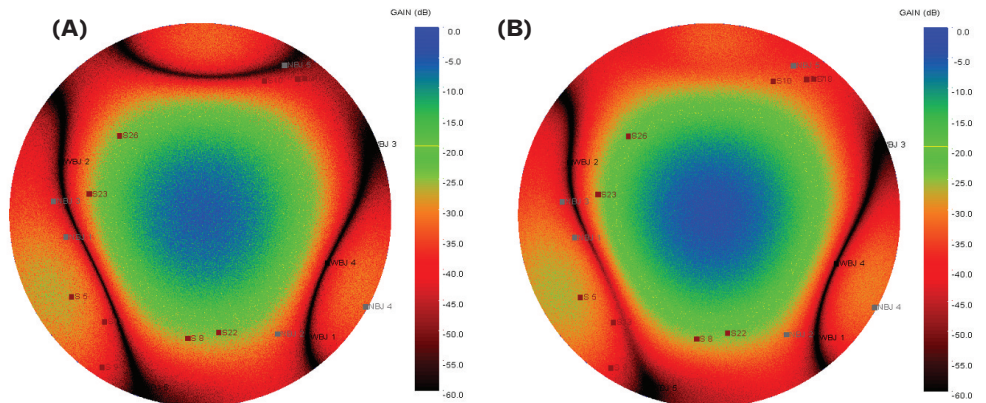 (A)
GAIN (dB)
0.0
-5.0
-10.0
-15.0
-20.0
-25.0
-30.0
-35.0
-40.0
-45.0
-50.0
-55.0
-60.0
S26
WBJ 2
S23
S 5
S 8
S22
WBJ 3
WBJ 4
NBJ 4
WBJ 1
(B)
GAIN (dB)
0.0
-5.0
-10.0
-15.0
-20.0
-25.0
-30.0
-35.0
-40.0
-45.0
-50.0
-55.0
-60.0
S26
WBJ 2
S23
S 5
S 8
S22
WBJ 3
WBJ 4
NBJ 4
WBJ 1